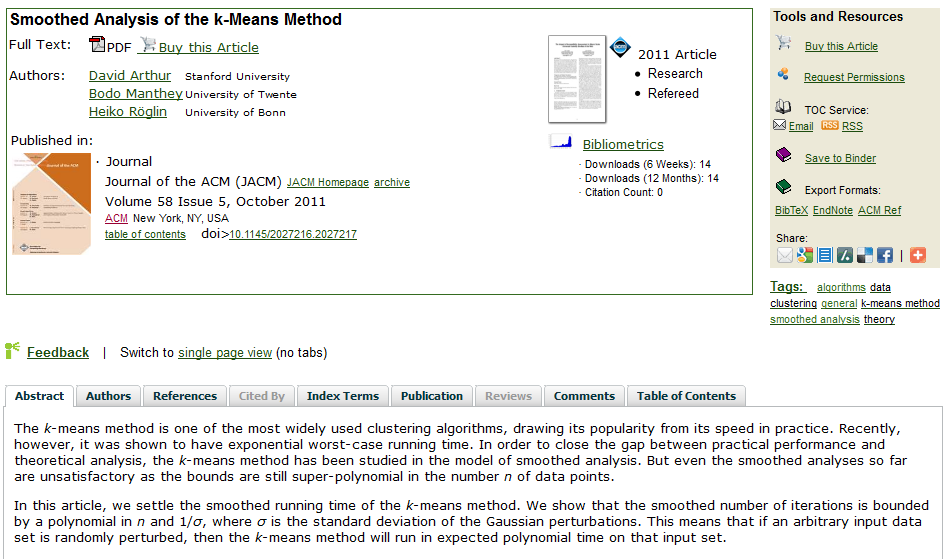 Smoothed Analysis of the k-Means Method
Full Text: PDF Buy this Article
Authors: David Arthur Stanford University
Bodo Manthey University of Twente
Heiko Röglin University of Bonn
Published in:
Journal of the ACM
· Journal
Journal of the ACM (JACM) JACM Homepage archive
Volume 58 Issue 5, October 2011
ACM New York, NY, USA
table of contents doi>10.1145/2027216.2027217
acm
2011 Article
• Research
• Refereed
Bibliometrics
· Downloads (6 Weeks): 14
· Downloads (12 Months): 14
· Citation Count: 0
Tools and Resources
Buy this Article
Request Permissions
TOC Service:
Email RSS RSS
Save to Binder
Export Formats:
BibTeX EndNote ACM Ref
Share:
|
Tags: algorithms data
clustering general k-means method
smoothed analysis theory
Feedback | Switch to single page view (no tabs)
Abstract Authors References Cited By Index Terms Publication Reviews Comments Table of Contents
The k-means method is one of the most widely used clustering algorithms, drawing its popularity from its speed in practice. Recently,
however, it was shown to have exponential worst-case running time. In order to close the gap between practical performance and
theoretical analysis, the k-means method has been studied in the model of smoothed analysis. But even the smoothed analyses so far
are unsatisfactory as the bounds are still super-polynomial in the number n of data points.
In this article, we settle the smoothed running time of the k-means method. We show that the smoothed number of iterations is bounded
by a polynomial in n and 1/σ, where σ is the standard deviation of the Gaussian perturbations. This means that if an arbitrary input data
set is randomly perturbed, then the k-means method will run in expected polynomial time on that input set.